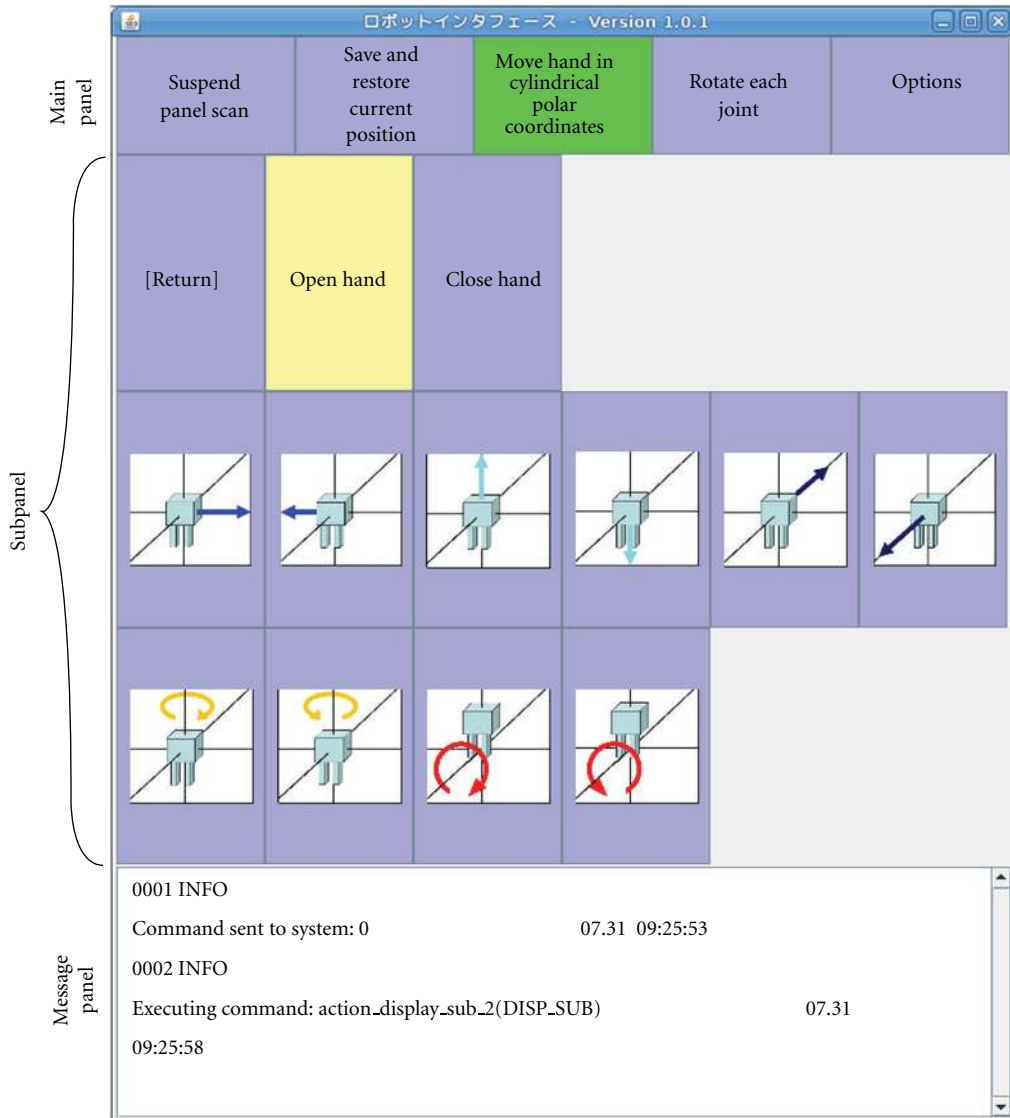 ロボットインタフェース - Version 1.0.1
Main
panel
Suspend
panel scan
Save and
restore
current
position
Move hand in
cylindrical
polar
coordinates
Rotate each
joint
Options
Subpanel
[Return]
Open hand
Close hand
Message
panel
0001 INFO
Command sent to system: 0 07.31 09:25:53
0002 INFO
Executing command: action_display_sub_2(DISP_SUB) 07.31
09:25:58